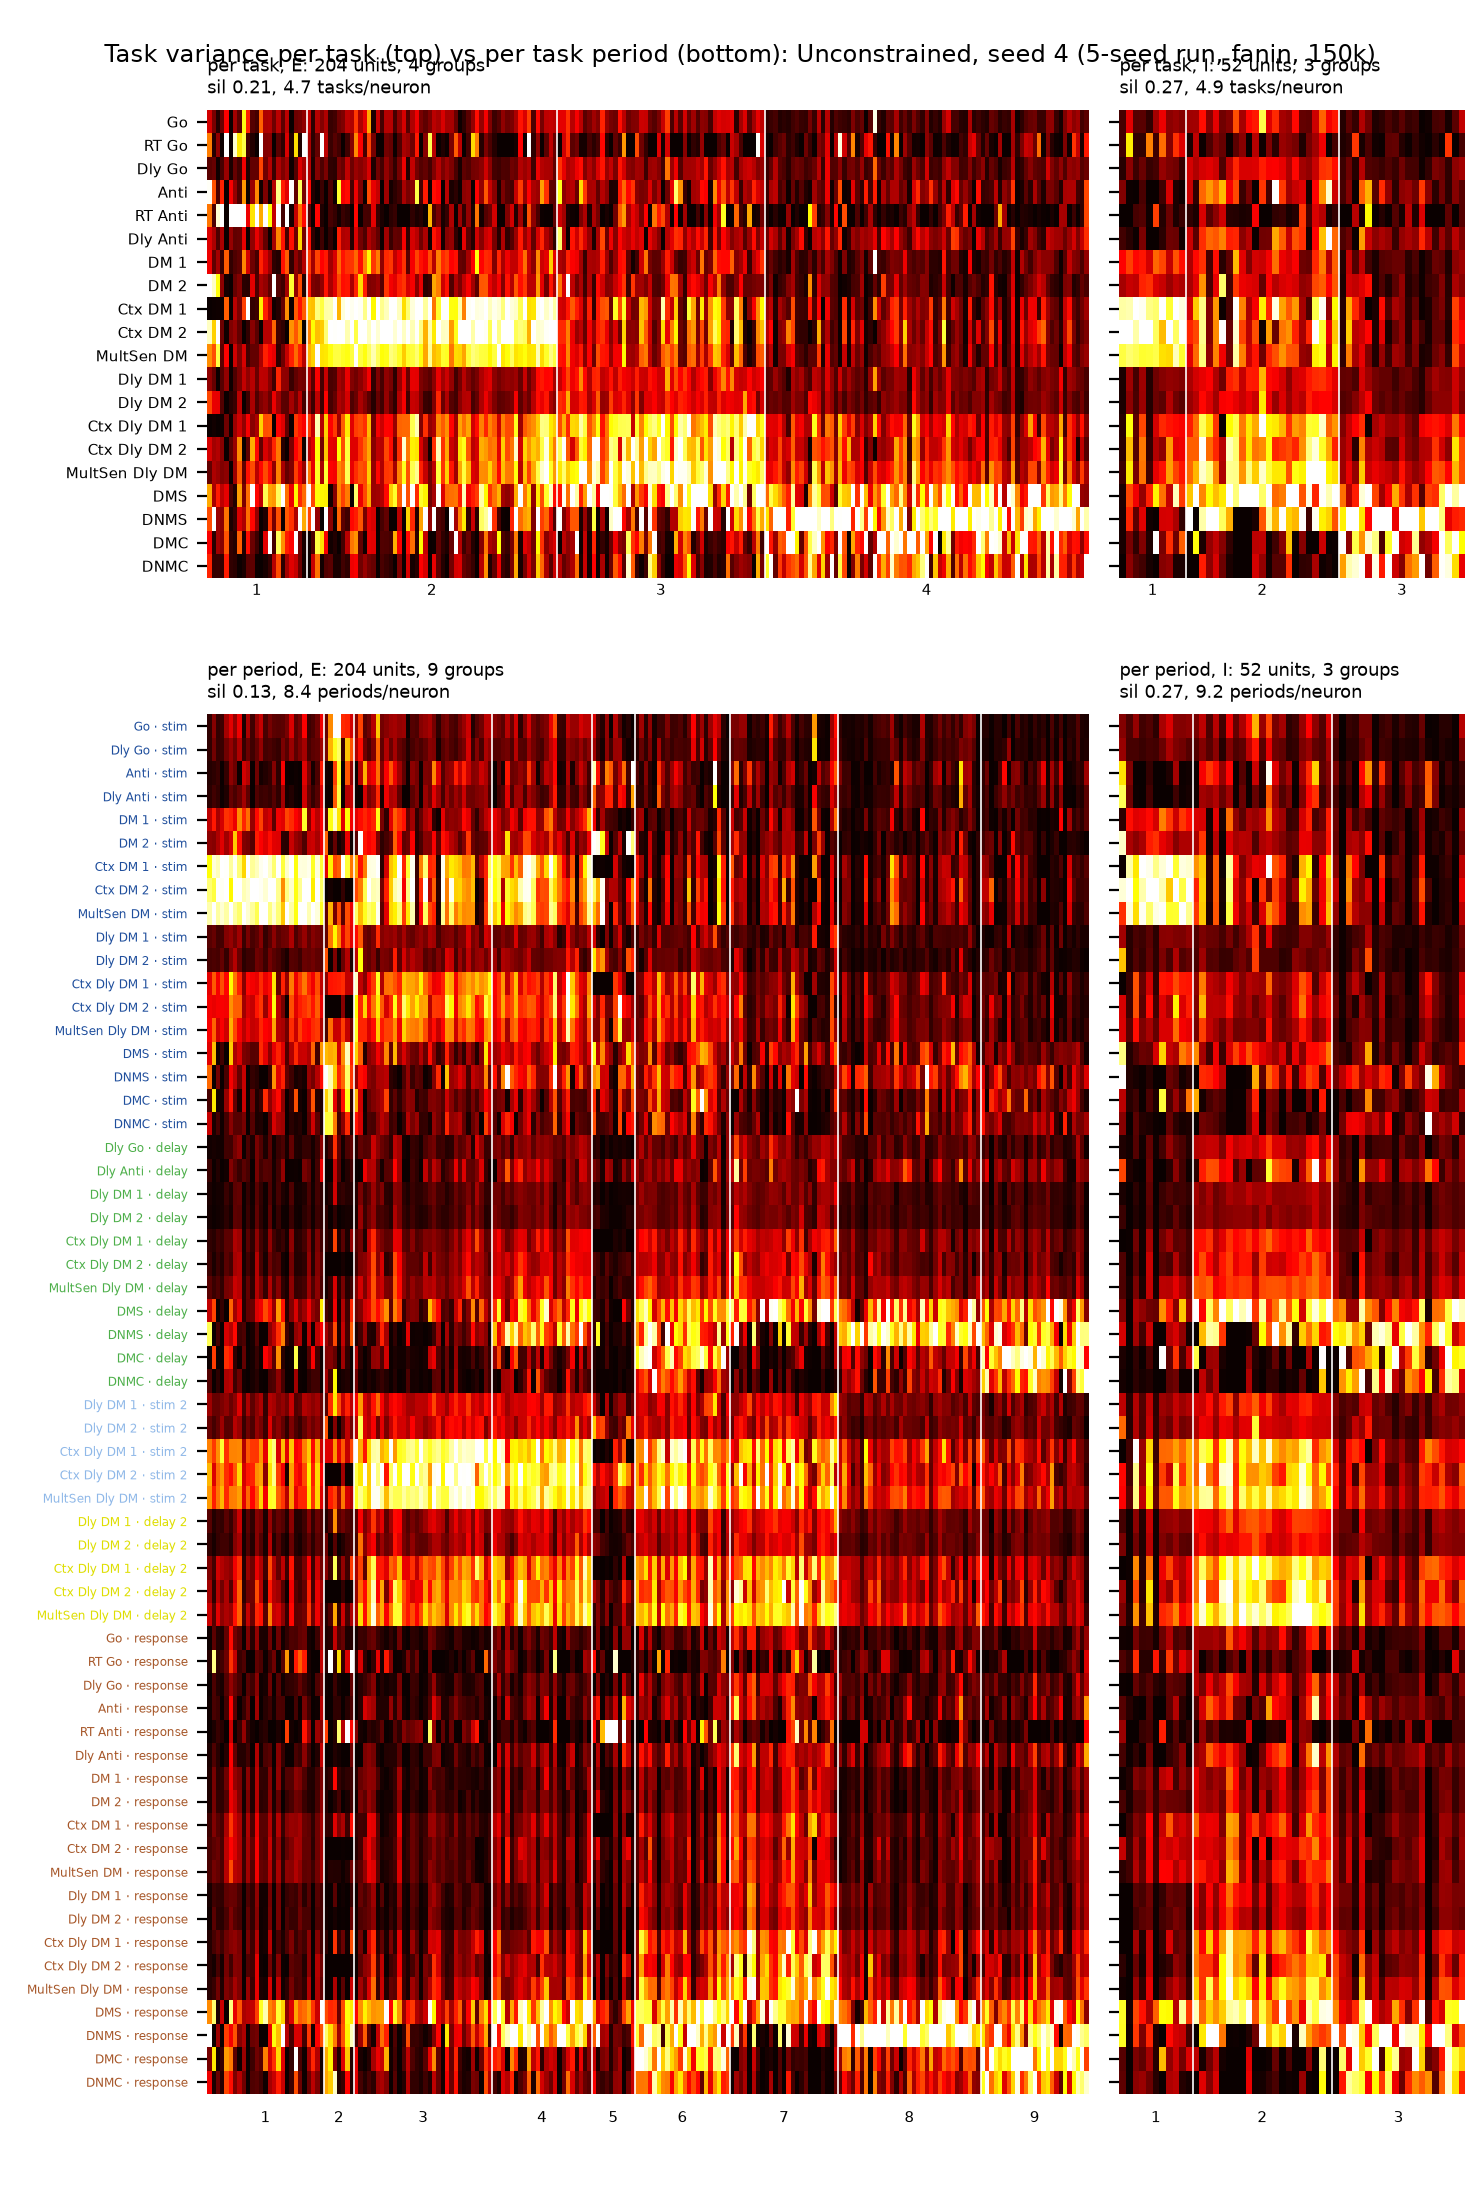 Task variance per task (top) vs per task period (bottom): Unconstrained, seed 4 (5-seed run, fanin, 150k)
per task, E: 204 units, 4 groups
sil 0.21, 4.7 tasks/neuron
per task, I: 52 units, 3 groups
sil 0.27, 4.9 tasks/neuron
Go
RT Go
Dly Go
Anti
RT Anti
Dly Anti
DM 1
DM 2
Ctx DM 1
Ctx DM 2
MultSen DM
Dly DM 1
Dly DM 2
Ctx Dly DM 1
Ctx Dly DM 2
MultSen Dly DM
DMS
DNMS
DMC
DNMC
1 2 3 4
1 2 3
per period, E: 204 units, 9 groups
sil 0.13, 8.4 periods/neuron
per period, I: 52 units, 3 groups
sil 0.27, 9.2 periods/neuron
Go · stim
Dly Go · stim
Anti · stim
Dly Anti · stim
DM 1 · stim
DM 2 · stim
Ctx DM 1 · stim
Ctx DM 2 · stim
MultSen DM · stim
Dly DM 1 · stim
Dly DM 2 · stim
Ctx Dly DM 1 · stim
Ctx Dly DM 2 · stim
MultSen Dly DM · stim
DMS · stim
DNMS · stim
DMC · stim
DNMC · stim
Dly Go · delay
Dly Anti · delay
Dly DM 1 · delay
Dly DM 2 · delay
Ctx Dly DM 1 · delay
Ctx Dly DM 2 · delay
MultSen Dly DM · delay
DMS · delay
DNMS · delay
DMC · delay
DNMC · delay
Dly DM 1 · stim 2
Dly DM 2 · stim 2
Ctx Dly DM 1 · stim 2
Ctx Dly DM 2 · stim 2
MultSen Dly DM · stim 2
Dly DM 1 · delay 2
Dly DM 2 · delay 2
Ctx Dly DM 1 · delay 2
Ctx Dly DM 2 · delay 2
MultSen Dly DM · delay 2
Go · response
RT Go · response
Dly Go · response
Anti · response
RT Anti · response
Dly Anti · response
DM 1 · response
DM 2 · response
Ctx DM 1 · response
Ctx DM 2 · response
MultSen DM · response
Dly DM 1 · response
Dly DM 2 · response
Ctx Dly DM 1 · response
Ctx Dly DM 2 · response
MultSen Dly DM · response
DMS · response
DNMS · response
DMC · response
DNMC · response
1 2 3 4 5 6 7 8 9
1 2 3